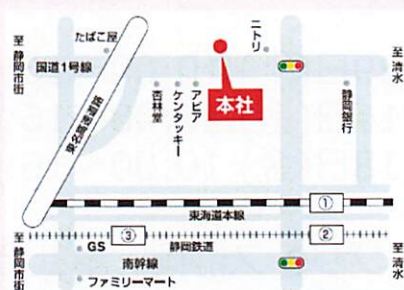 たばこ屋
ニトリ
至静岡市街
国道1号線
至清水
東名高速道路
杏林堂
ケンタッキー
アピア
本社
静岡銀行
①
東海道本線
③
②
至静岡市街
GS
静岡鉄道
至清水
南幹線
ファミリーマート